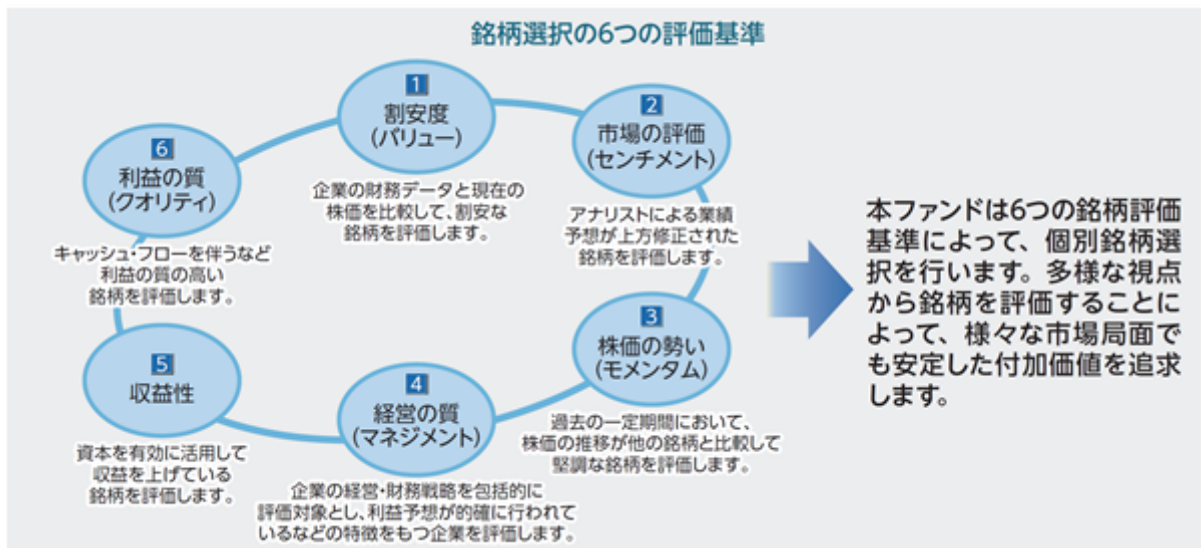 銘柄選択の6つの評価基準
1
割安度
(バリュー)
企業の財務データと現在の
株価を比較して、割安な
銘柄を評価します。
2
市場の評価
(センチメント)
アナリストによる業績
予想が上方修正された
銘柄を評価します。
3
株価の勢い
(モメンタム)
過去の一定期間において、
株価の推移が他の銘柄と比較して
堅調な銘柄を評価します。
4
経営の質
(マネジメント)
企業の経営・財務戦略を包括的に
評価対象とし、利益予想が的確に行われて
いるなどの特徴をもつ企業を評価します。
5
収益性
資本を有効に活用して
収益を上げている
銘柄を評価します。
6
利益の質
(クオリティ)
キャッシュ・フローを伴うなど
利益の質の高い
銘柄を評価します。
本ファンドは6つの銘柄評価
基準によって、個別銘柄選
択を行います。多様な視点
から銘柄を評価することに
よって、様々な市場局面で
も安定した付加価値を追求
します。